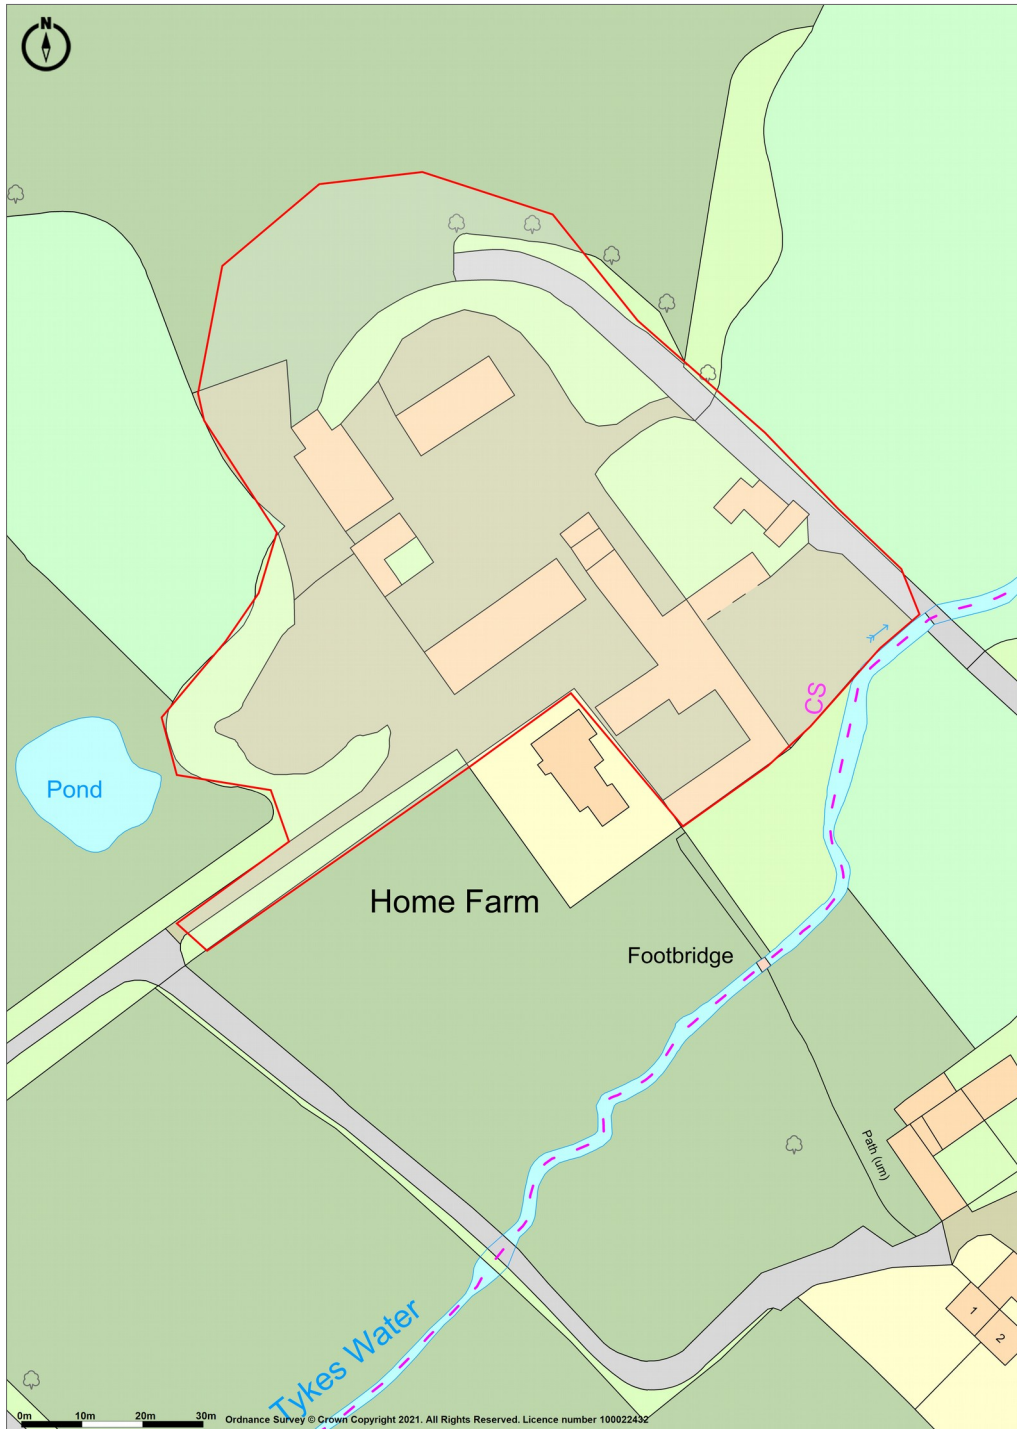 N
CS
Pond
Home Farm
Footbridge
Path (um)
Tykes Water
1
2
0m 10m 20m 30m
Ordnance Survey © Crown Copyright 2021. All Rights Reserved. Licence number 100022432